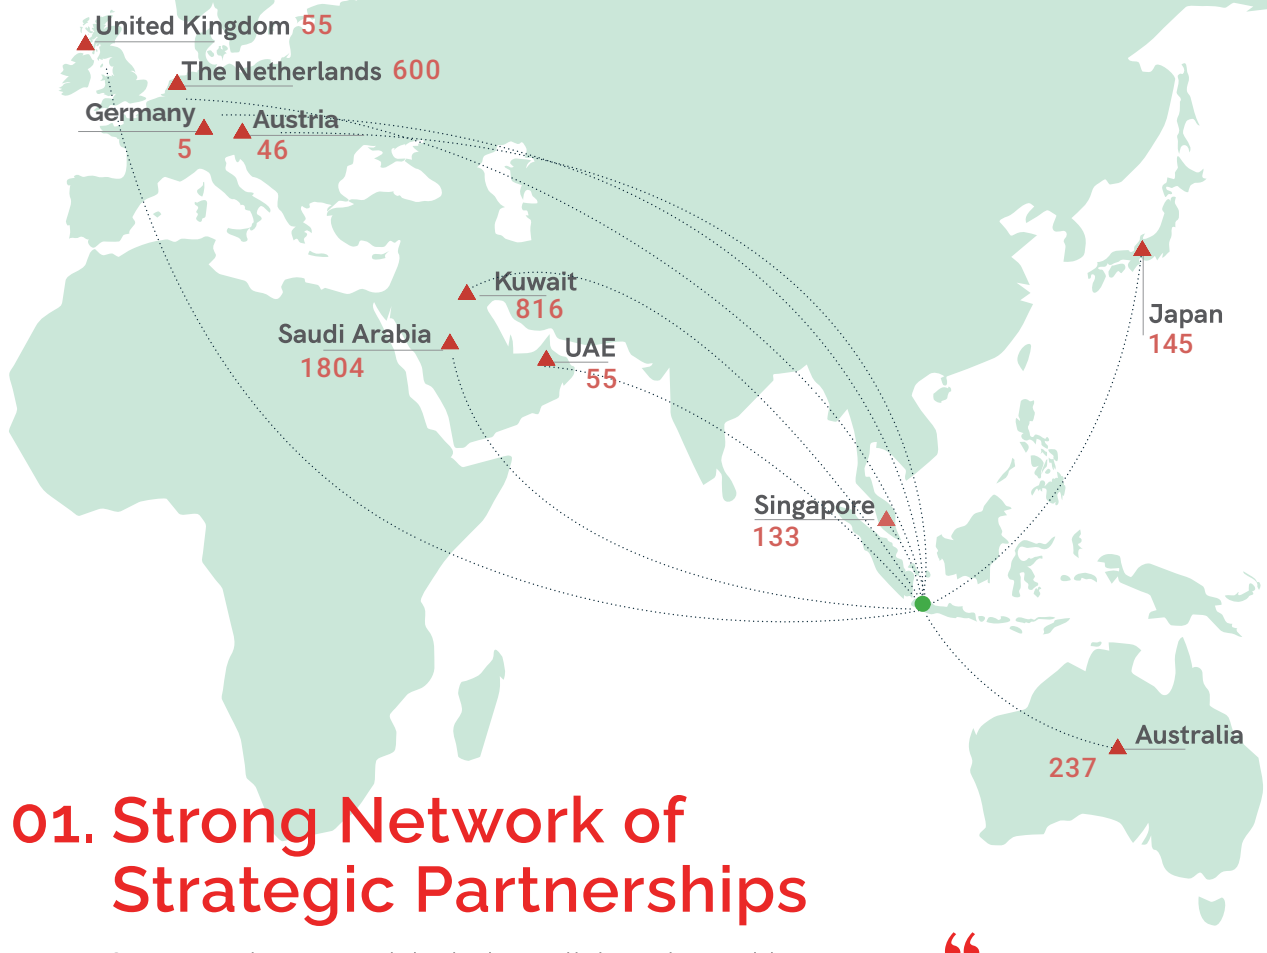 United Kingdom 55
The Netherlands 600
Germany
5
Austria
46
Kuwait
816
Saudi Arabia
1804
UAE
55
Japan
145
Singapore
133
Australia
237
01. Strong Network of
Strategic Partnerships
“